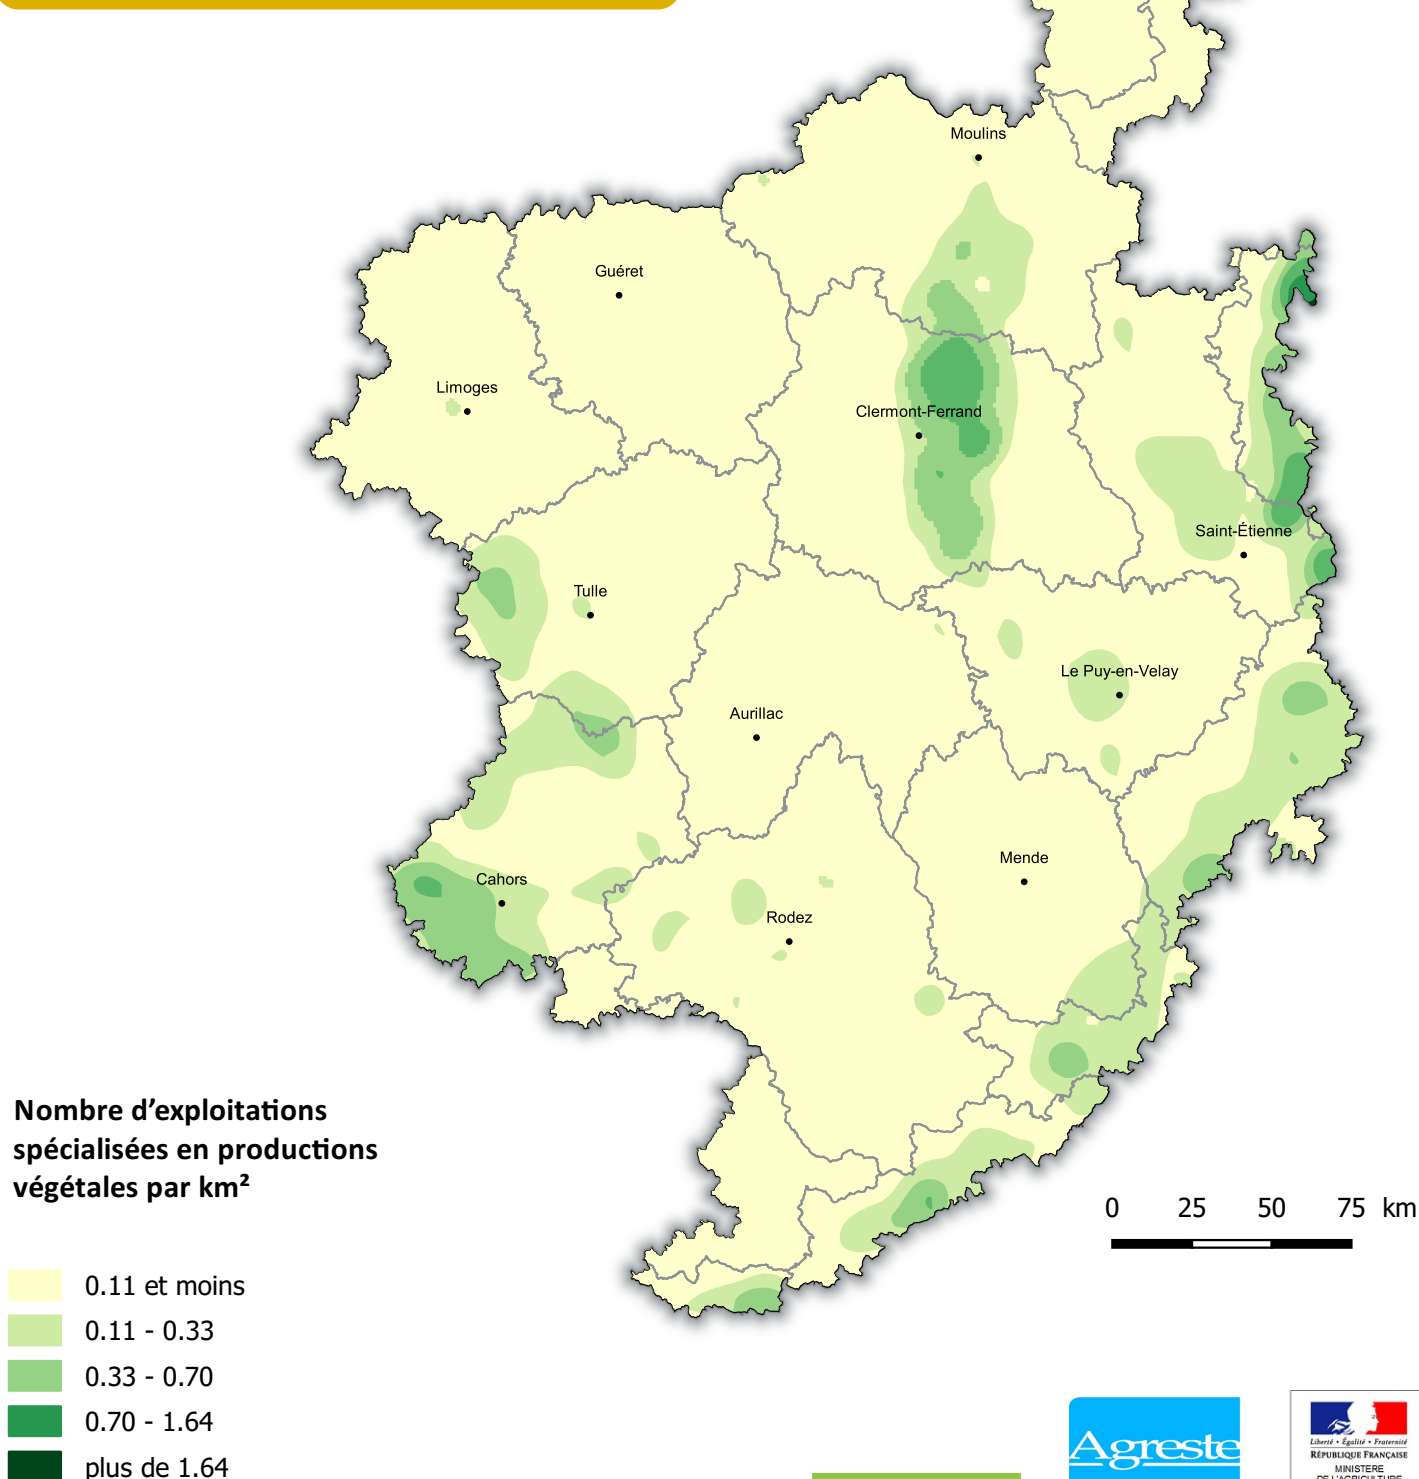 Moulins
Guéret
Limoges
Clermont-Ferrand
Saint-Étienne
Tulle
Le Puy-en-Velay
Aurillac
Mende
Cahors
Rodez
Nombre d’exploitations
spécialisées en productions
végétales par km²
0 25 50 75 km
0.11 et moins
0.11 - 0.33
0.33 - 0.70
0.70 - 1.64
plus de 1.64
Agreste
Liberté • Égalité • Fraternité
RÉPUBLIQUE FRANÇAISE
MINISTERE
DE L'AGRICULTURE